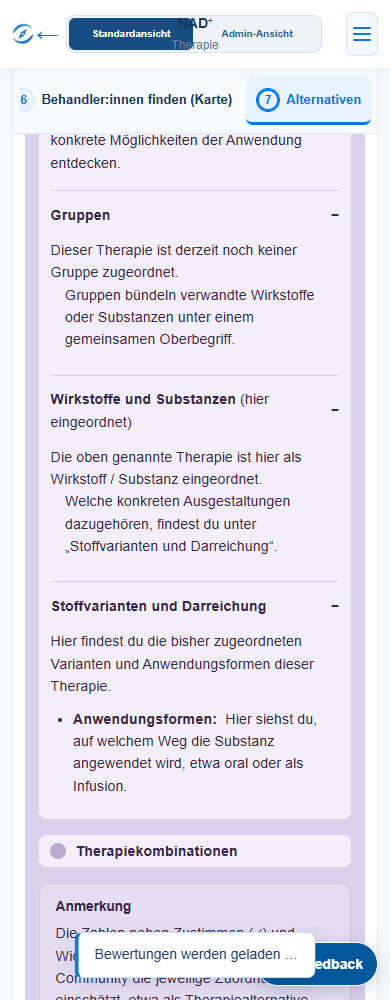 NAD+
Standardansicht
Admin-Ansicht
Therapie
6 Behandler:innen finden (Karte)
7 Alternativen
konkrete Möglichkeiten der Anwendung
entdecken.
Gruppen −
Dieser Therapie ist derzeit noch keiner
Gruppe zugeordnet.
Gruppen bündeln verwandte Wirkstoffe
oder Substanzen unter einem
gemeinsamen Oberbegriff.
Wirkstoffe und Substanzen (hier
eingeordnet) −
Die oben genannte Therapie ist hier als
Wirkstoff / Substanz eingeordnet.
Welche konkreten Ausgestaltungen
dazugehören, findest du unter
„Stoffvarianten und Darreichung“.
Stoffvarianten und Darreichung −
Hier findest du die bisher zugeordneten
Varianten und Anwendungsformen dieser
Therapie.
• Anwendungsformen: Hier siehst du,
auf welchem Weg die Substanz
angewendet wird, etwa oral oder als
Infusion.
Therapiekombinationen
Anmerkung
Die Zahlen neben Zustimmen und
Bewertungen werden geladen …
Community die jeweilige
einschätzt, etwa als Therapiealternative